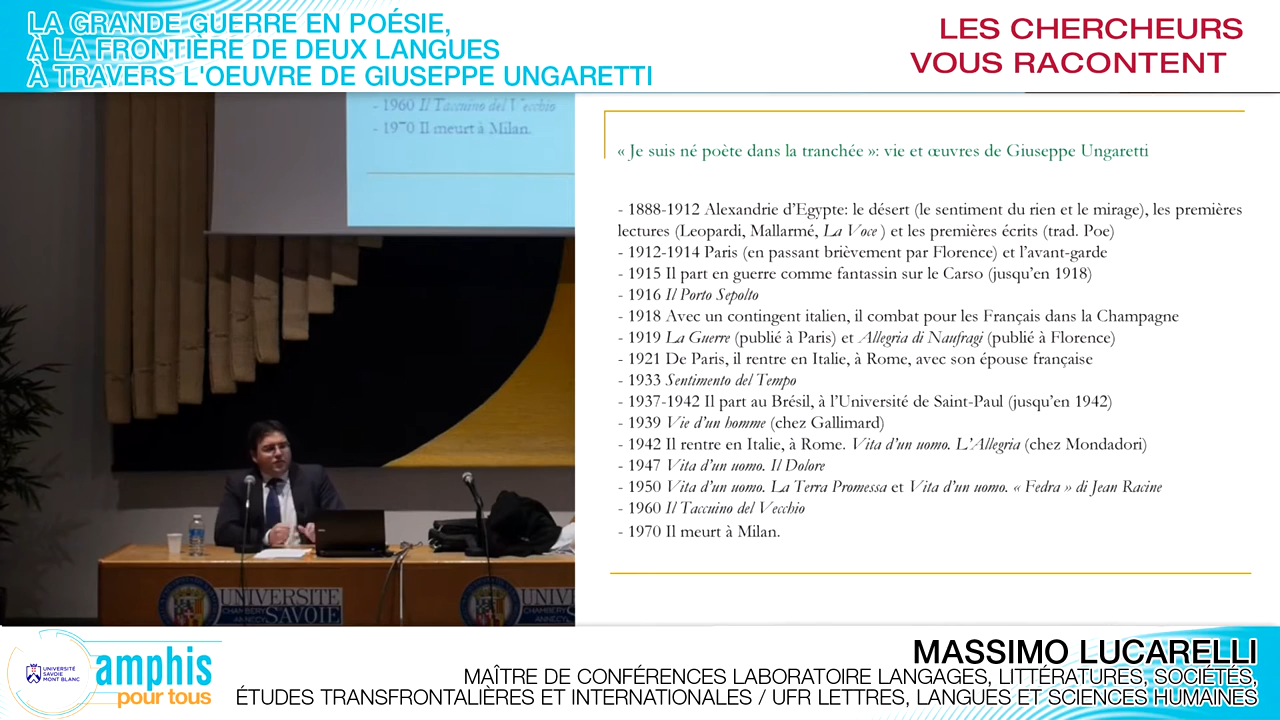 LA GRANDE GUERRE EN POÉSIE,
À LA FRONTIÈRE DE DEUX LANGUES
À TRAVERS L'OEUVRE DE GIUSEPPE UNGARETTI
LES CHERCHEURS
VOUS RACONTENT
- 1960 Il Taccuino del Vecchio
- 1970 Il meurt à Milan.
« Je suis né poète dans la tranchée »: vie et œuvres de Giuseppe Ungaretti
- 1888-1912 Alexandrie d’Egypte: le désert (le sentiment du rien et le mirage), les premières
lectures (Leopardi, Mallarmé, La Voce ) et les premières écrits (trad. Poe)
- 1912-1914 Paris (en passant brièvement par Florence) et l’avant-garde
- 1915 Il part en guerre comme fantassin sur le Carso (jusqu’en 1918)
- 1916 Il Porto Sepolto
- 1918 Avec un contingent italien, il combat pour les Français dans la Champagne
- 1919 La Guerre (publié à Paris) et Allegria di Naufragi (publié à Florence)
- 1921 De Paris, il rentre en Italie, à Rome, avec son épouse française
- 1933 Sentimento del Tempo
- 1937-1942 Il part au Brésil, à l’Université de Saint-Paul (jusqu’en 1942)
- 1939 Vie d’un homme (chez Gallimard)
- 1942 Il rentre en Italie, à Rome. Vita d’un uomo. L’Allegria (chez Mondadori)
- 1947 Vita d’un uomo. Il Dolore
- 1950 Vita d’un uomo. La Terra Promessa et Vita d’un uomo. « Fedra » di Jean Racine
- 1960 Il Taccuino del Vecchio
- 1970 Il meurt à Milan.
UNIVERSITE
CHAMBERY
ANNECY
SAVOIE
UNIV
CHAMBERY
ANNECY
SA
UNIVERSITÉ
SAVOIE
MONT BLANC
amphis
pour tous
MASSIMO LUCARELLI
MAÎTRE DE CONFÉRENCES LABORATOIRE LANGAGES, LITTÉRATURES, SOCIÉTÉS,
ÉTUDES TRANSFRONTALIÈRES ET INTERNATIONALES / UFR LETTRES, LANGUES ET SCIENCES HUMAINES